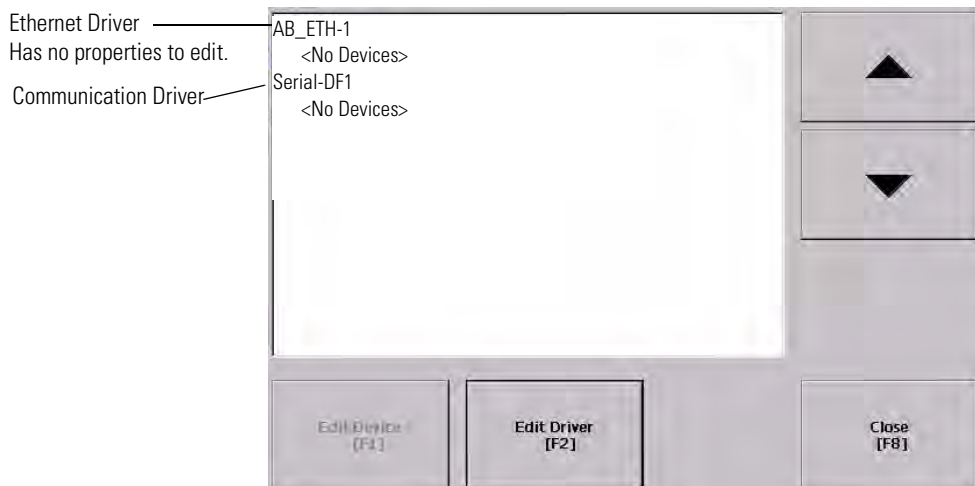 Ethernet Driver
Has no properties to edit.
Communication Driver
AB_ETH-1
<No Devices>
Serial-DF1
<No Devices>
Edit Device
[F1]
Edit Driver
[F2]
Close
[F8]